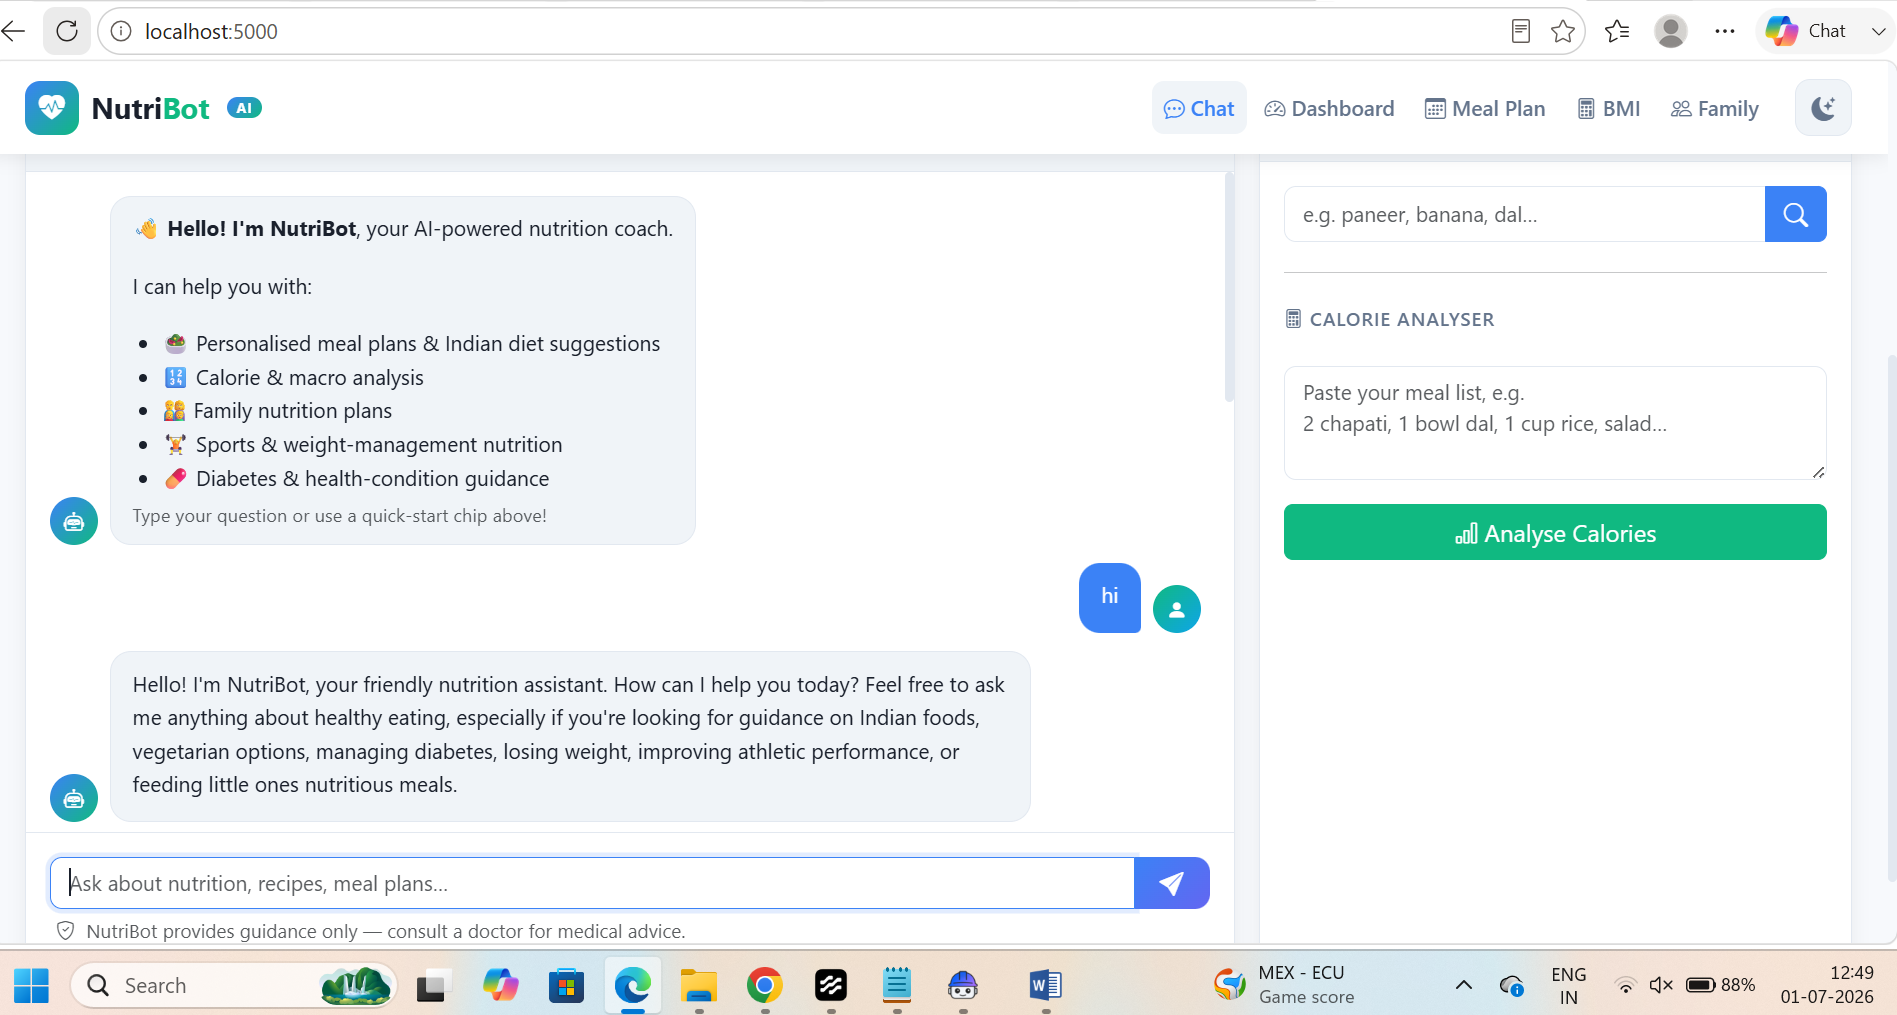 localhost:5000
Chat
NutriBot AI
Chat
Dashboard
Meal Plan
BMI
Family
👋 Hello! I'm NutriBot, your AI-powered nutrition coach.
I can help you with:
• 🥗 Personalised meal plans & Indian diet suggestions
• 🔢 Calorie & macro analysis
• 👨‍👩‍👧‍👦 Family nutrition plans
• 🏋️ Sports & weight-management nutrition
• 💊 Diabetes & health-condition guidance
Type your question or use a quick-start chip above!
hi
Hello! I'm NutriBot, your friendly nutrition assistant. How can I help you today? Feel free to ask
me anything about healthy eating, especially if you're looking for guidance on Indian foods,
vegetarian options, managing diabetes, losing weight, improving athletic performance, or
feeding little ones nutritious meals.
Ask about nutrition, recipes, meal plans...
NutriBot provides guidance only — consult a doctor for medical advice.
e.g. paneer, banana, dal...
CALORIE ANALYSER
Paste your meal list, e.g.
2 chapati, 1 bowl dal, 1 cup rice, salad...
Analyse Calories
Search
W
MEX - ECU
Game score
ENG
IN
88%
12:49
01-07-2026